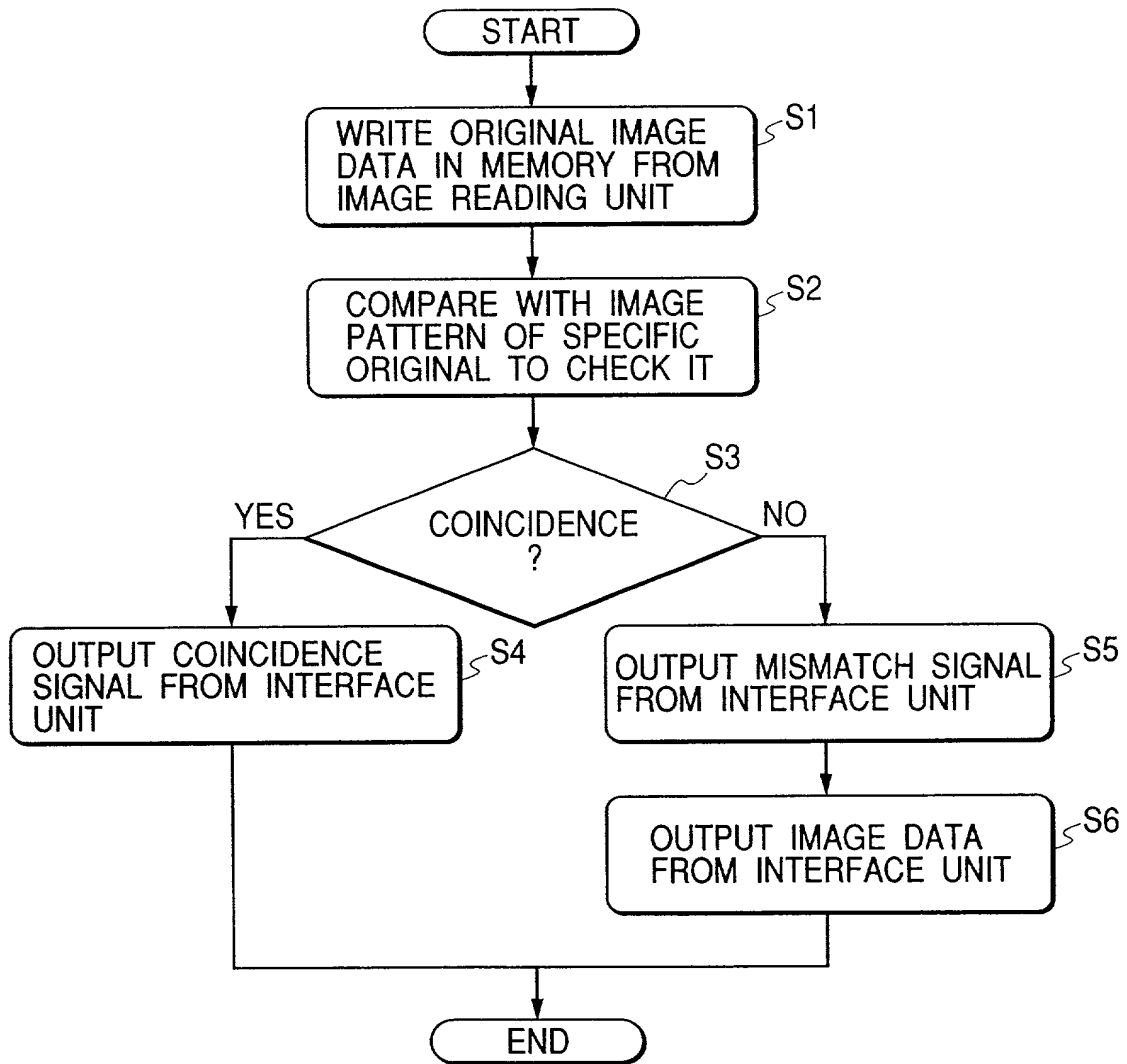 START
WRITE ORIGINAL IMAGE
DATA IN MEMORY FROM
IMAGE READING UNIT
S1
COMPARE WITH IMAGE
PATTERN OF SPECIFIC
ORIGINAL TO CHECK IT
S2
COINCIDENCE
?
S3
YES
NO
OUTPUT COINCIDENCE
SIGNAL FROM INTERFACE
UNIT
S4
OUTPUT MISMATCH SIGNAL
FROM INTERFACE UNIT
S5
OUTPUT IMAGE DATA
FROM INTERFACE UNIT
S6
END